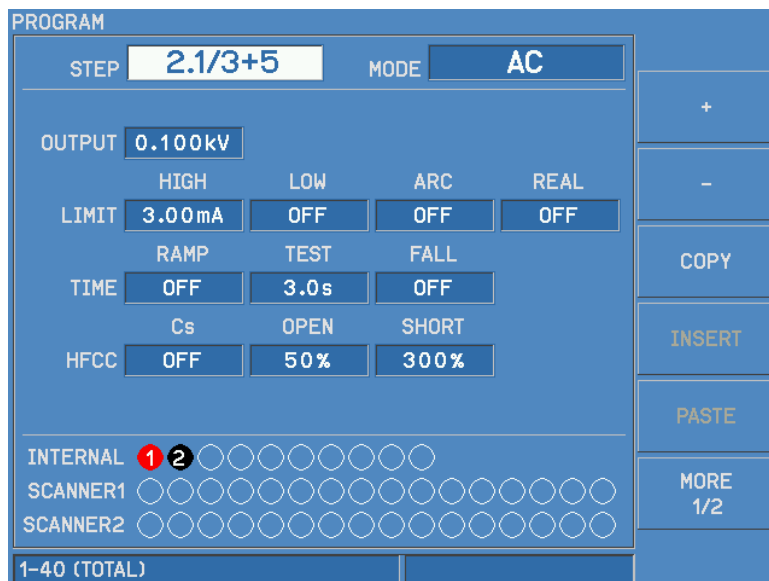 PROGRAM
STEP 2.1/3+5 MODE AC
OUTPUT 0.100kV
HIGH LOW ARC REAL
LIMIT 3.00mA OFF OFF OFF
RAMP TEST FALL
TIME OFF 3.0s OFF
Cs OPEN SHORT
HFCC OFF 50% 300%
INTERNAL 1 2
SCANNER1
SCANNER2
1-40 (TOTAL)
+
-
COPY
INSERT
PASTE
MORE
1/2